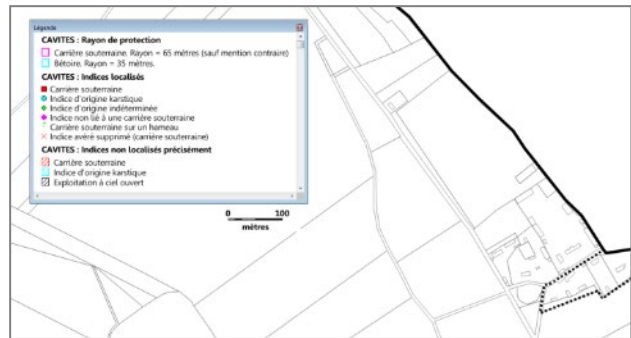 Légende
CAVITES : Rayon de protection
Carrière souterraine. Rayon = 65 mètres (sauf mention contraire)
Bétoire. Rayon = 35 mètres.
CAVITES : Indices localisés
Carrière souterraine
Indice d'origine karstique
Indice d'origine indéterminée
Indice non lié à une carrière souterraine
Carrière souterraine sur un hameau
Indice avéré supprimé (carrière souterraine)
CAVITES : Indices non localisés précisément
Carrière souterraine
Indice d'origine karstique
Exploitation à ciel ouvert
0 100
mètres